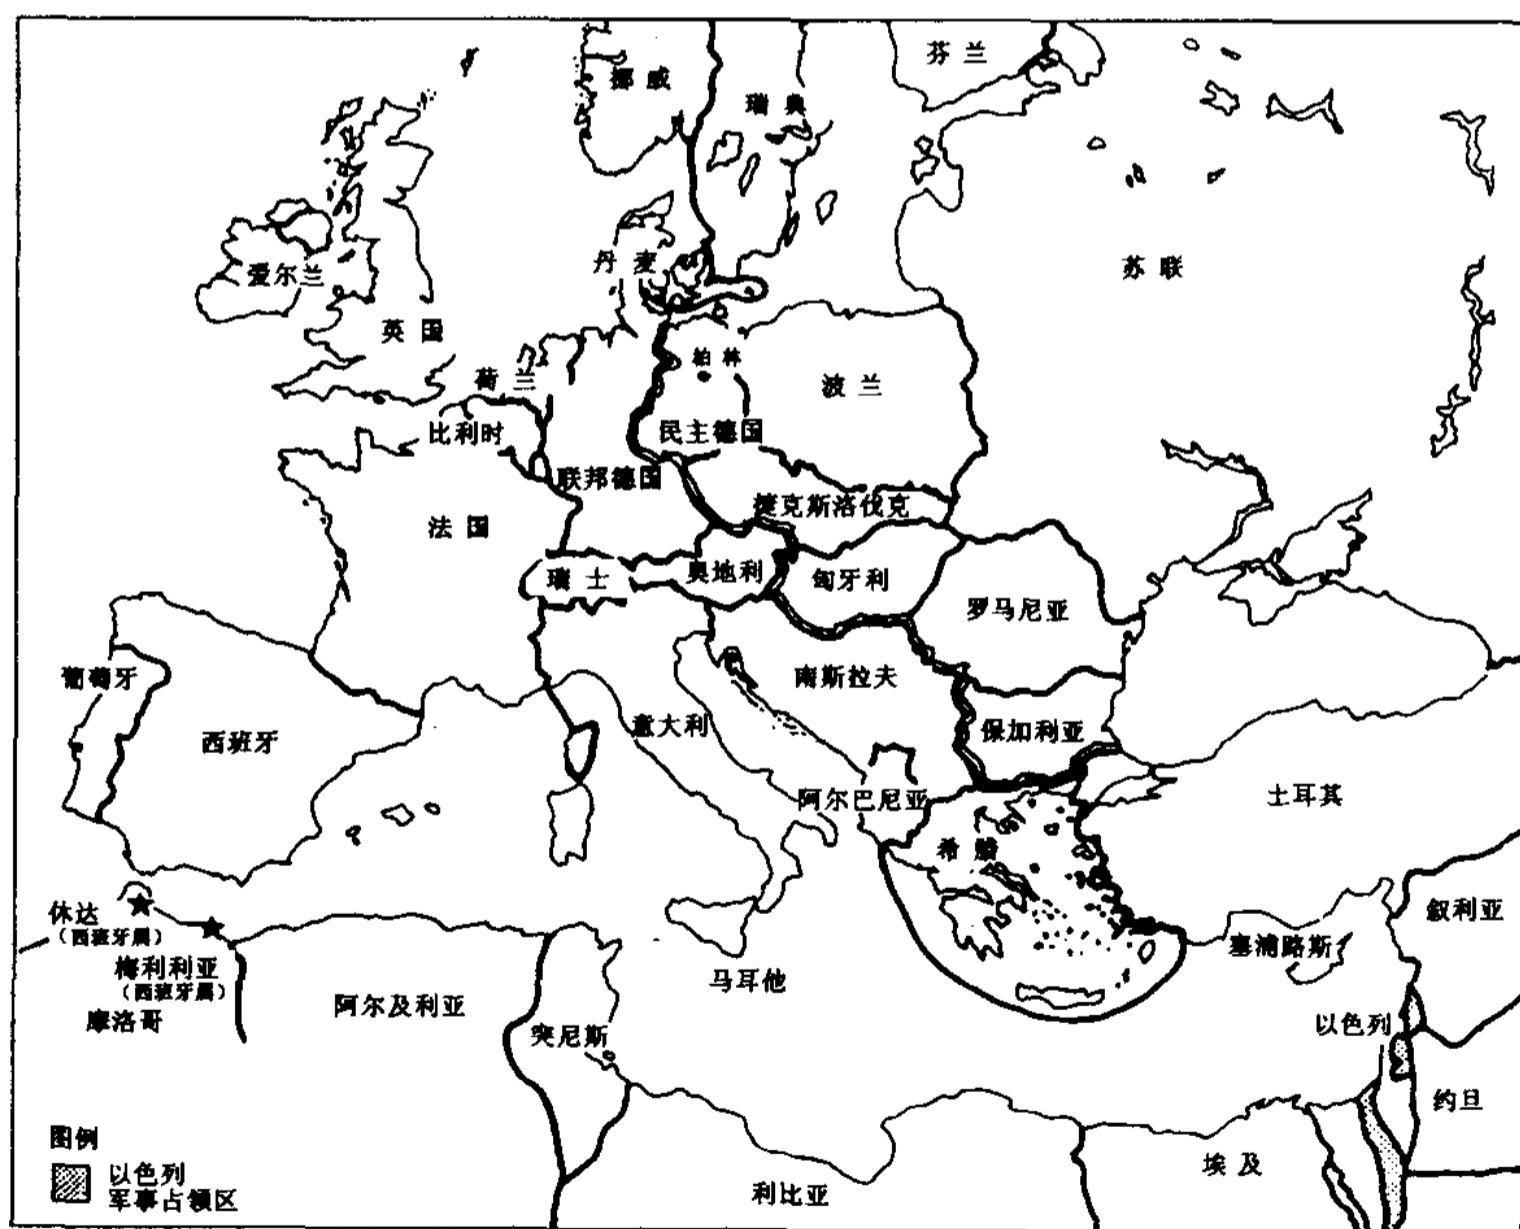 芬兰
挪威
瑞典
苏联
爱尔兰
丹麦
英国
荷兰
柏林
波兰
比利时
民主德国
联邦德国
捷克斯洛伐克
法国
瑞士
奥地利
匈牙利
罗马尼亚
葡萄牙
南斯拉夫
西班牙
意大利
保加利亚
阿尔巴尼亚
土耳其
希腊
休达
（西班牙属）
叙利亚
塞浦路斯
梅利利亚
（西班牙属）
马耳他
摩洛哥
阿尔及利亚
突尼斯
以色列
约旦
图例
以色列
军事占领区
利比亚
埃及